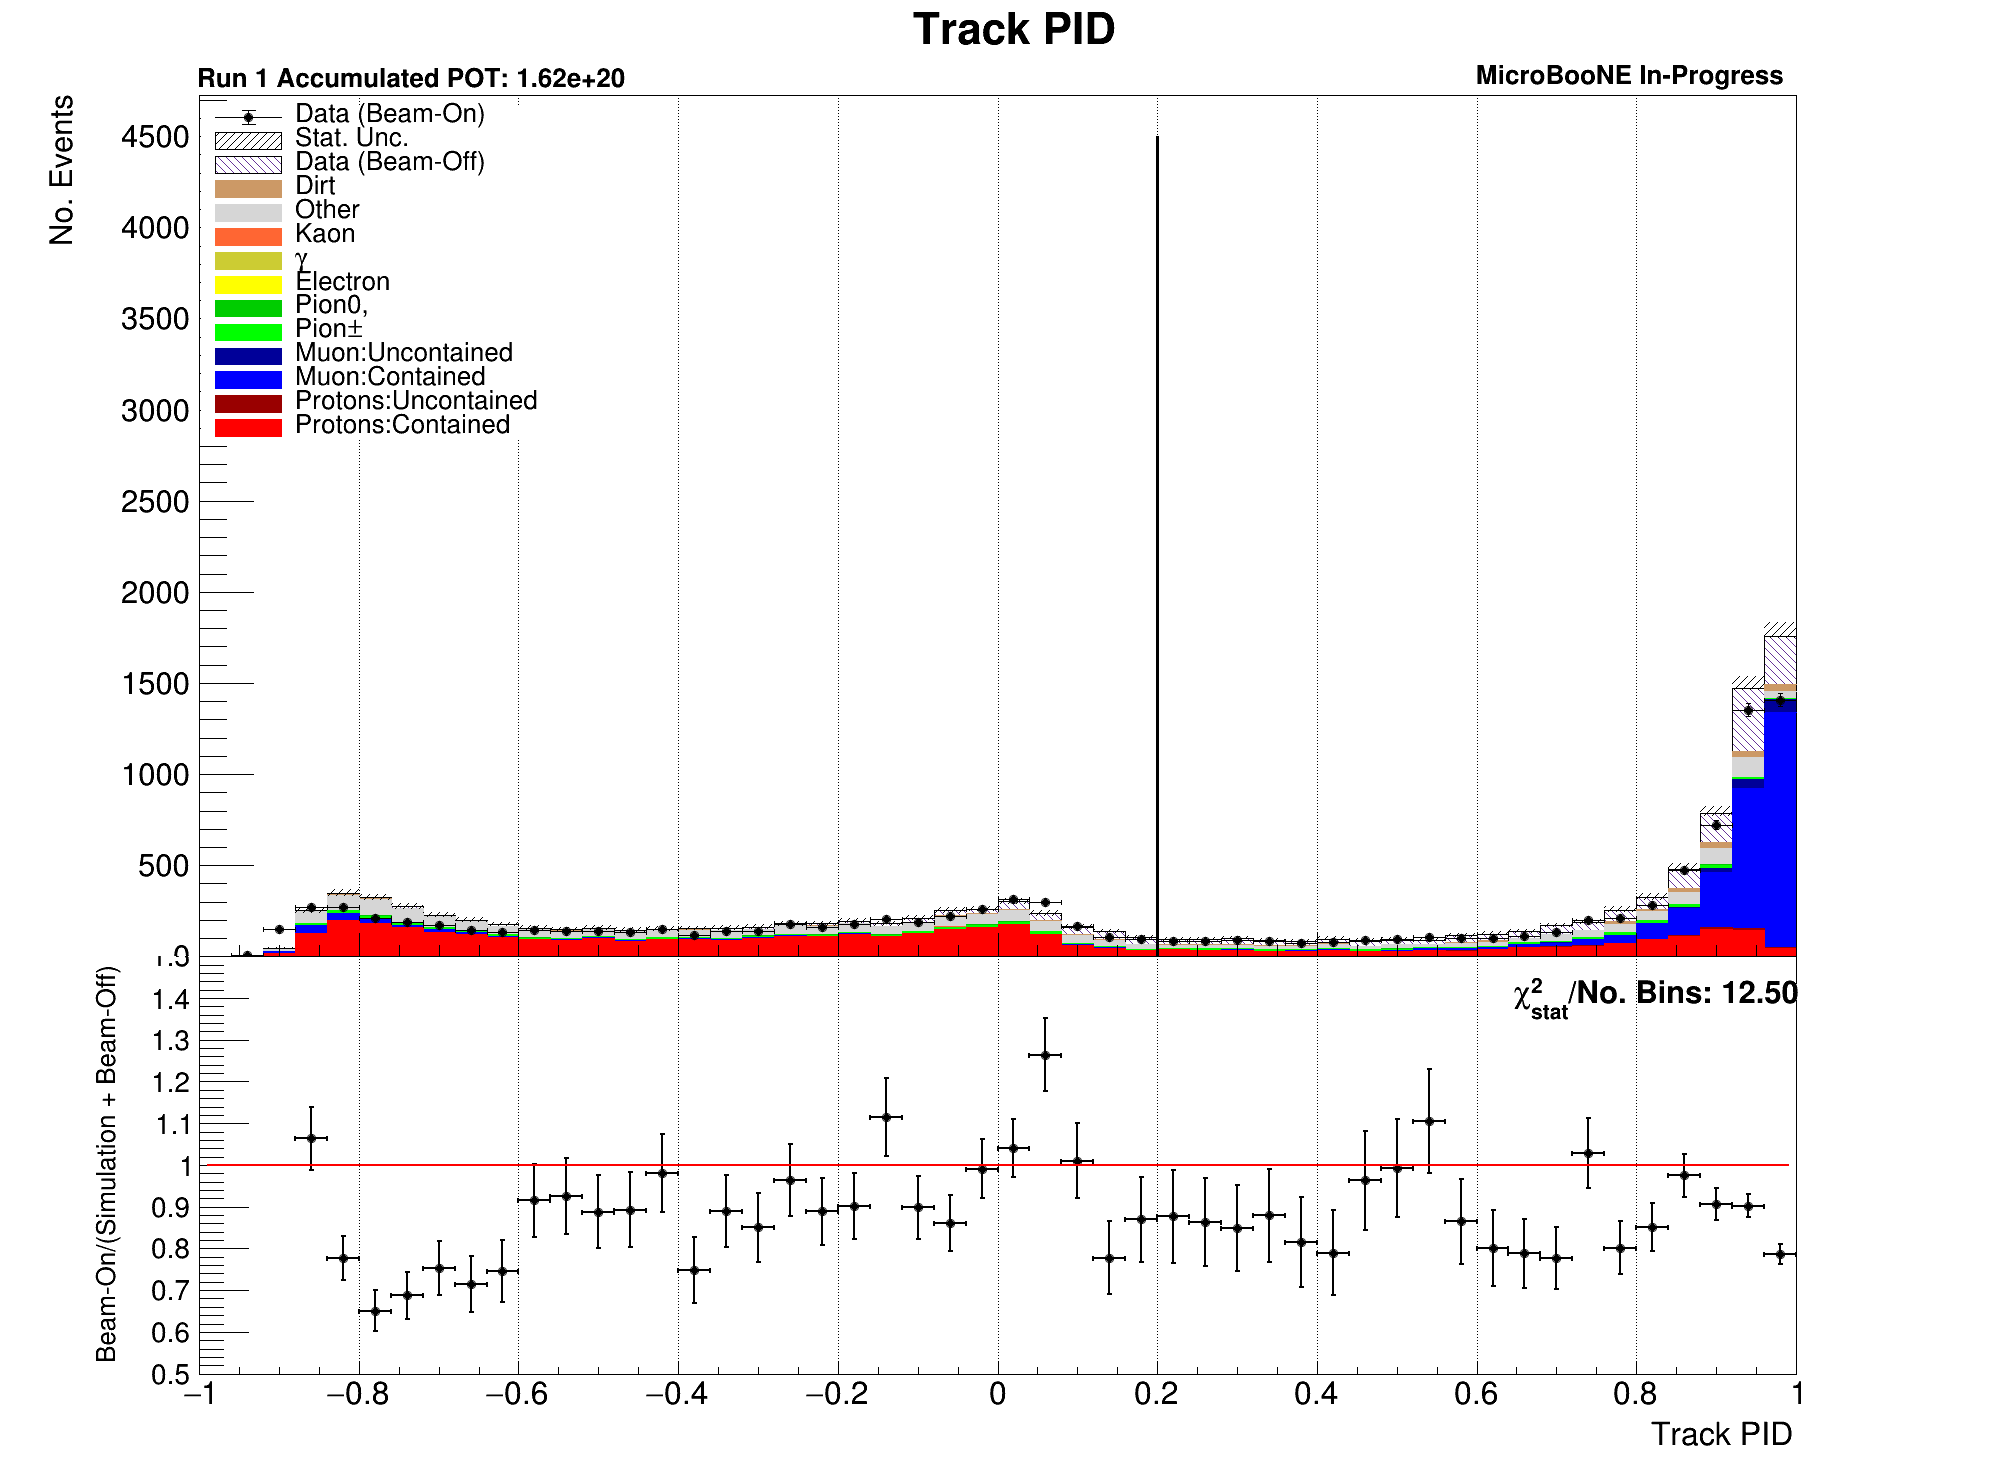 Track PID
Run 1 Accumulated POT: 1.62e+20
MicroBooNE In-Progress
No. Events
Data (Beam-On)
Stat. Unc.
Data (Beam-Off)
Dirt
Other
Kaon
γ
Electron
Pion0,
Pion±
Muon:Uncontained
Muon:Contained
Protons:Uncontained
Protons:Contained
4500
4000
3500
3000
2500
2000
1500
1000
500
χ²stat/No. Bins: 12.50
Beam-On/(Simulation + Beam-Off)
1.4
1.3
1.2
1.1
1
0.9
0.8
0.7
0.6
0.5
−1 −0.8 −0.6 −0.4 −0.2 0 0.2 0.4 0.6 0.8 1
Track PID